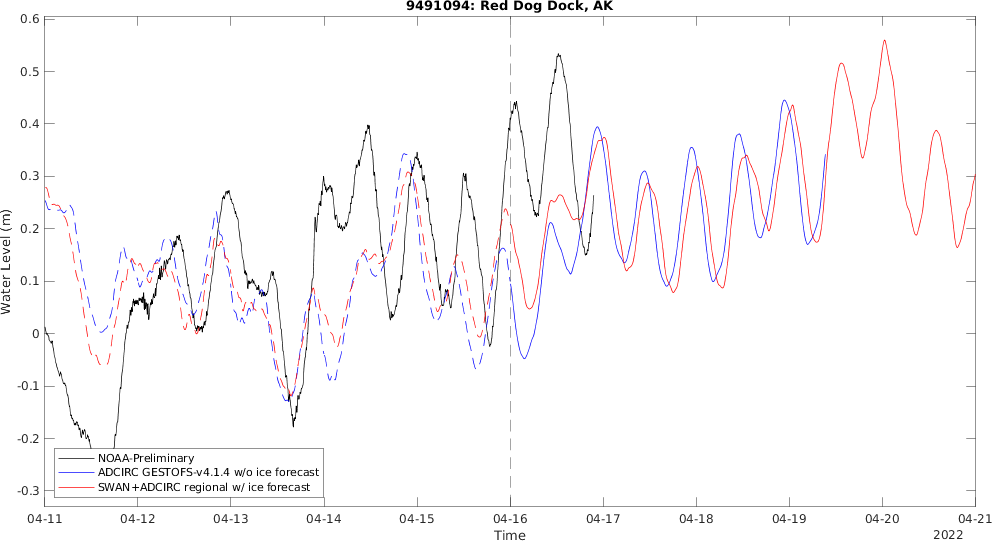 9491094: Red Dog Dock, AK
0.6
0.5
0.4
0.3
0.2
0.1
0
-0.1
-0.2
-0.3
Water Level (m)
NOAA-Preliminary
ADCIRC GESTOFS-v4.1.4 w/o ice forecast
SWAN+ADCIRC regional w/ ice forecast
04-11 04-12 04-13 04-14 04-15 04-16 04-17 04-18 04-19 04-20 04-21
Time
2022